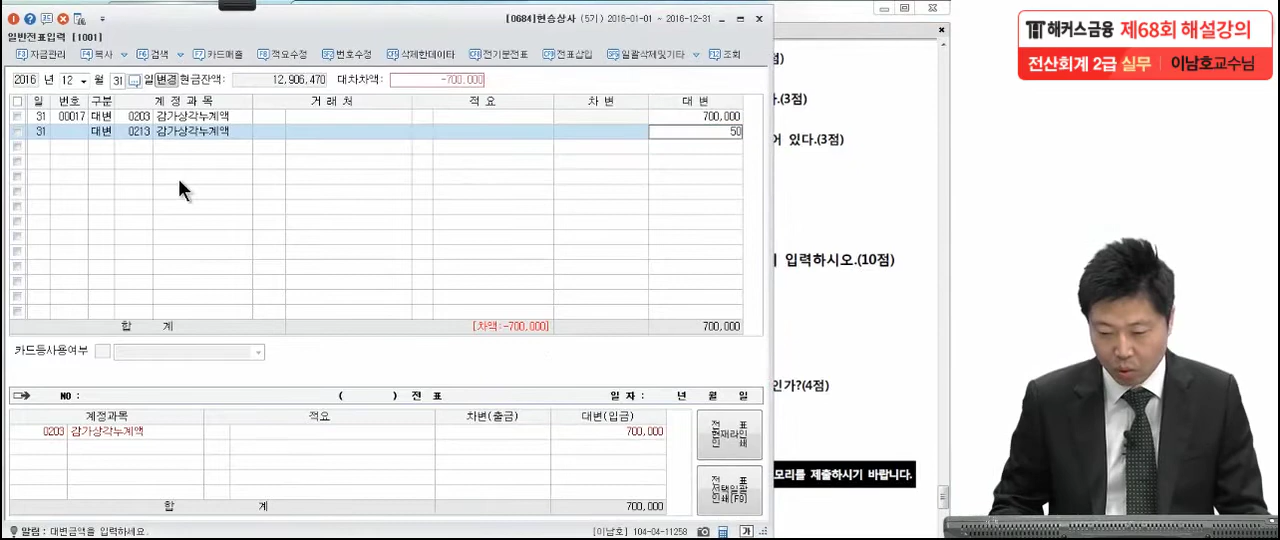 [0684]현승상사 (5기) 2016-01-01 ~ 2016-12-31
일반전표입력 [1001]
F3 자금관리 F4 복사 F6 검색 F7 카드매출 F8 적요수정 번호수정 삭제한데이타 전기분전표 전표삽입 일괄삭제및기타 조회
2016 년 12 월 31 일 변경 현금잔액: 12,906,470 대차차액: -700,000
일 번호 구분 계 정 과 목 거 래 처 적 요 차 변 대 변
31 00017 대변 0203 감가상각누계액 700,000
31 대변 0213 감가상각누계액 50
합 계 [차액:-700,000] 700,000
카드등사용여부
NO : ( ) 전 표 일 자 : 년 월 일
계정과목 적요 차변(출금) 대변(입금)
0203 감가상각누계액 700,000
합 계 700,000
알림: 대변금액을 입력하세요. [이남호] 104-04-11258 가
.(3점)
어 있다.(3점)
입력하시오.(10점)
인가?(4점)
모리를 제출하시기 바랍니다.
해커스금융 제68회 해설강의
전산회계 2급 실무 이남호교수님